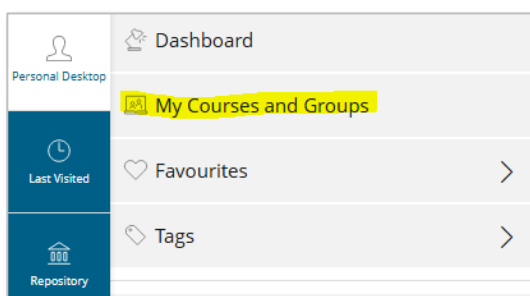 Personal Desktop
Last Visited
Repository
Dashboard
My Courses and Groups
Favourites
Tags